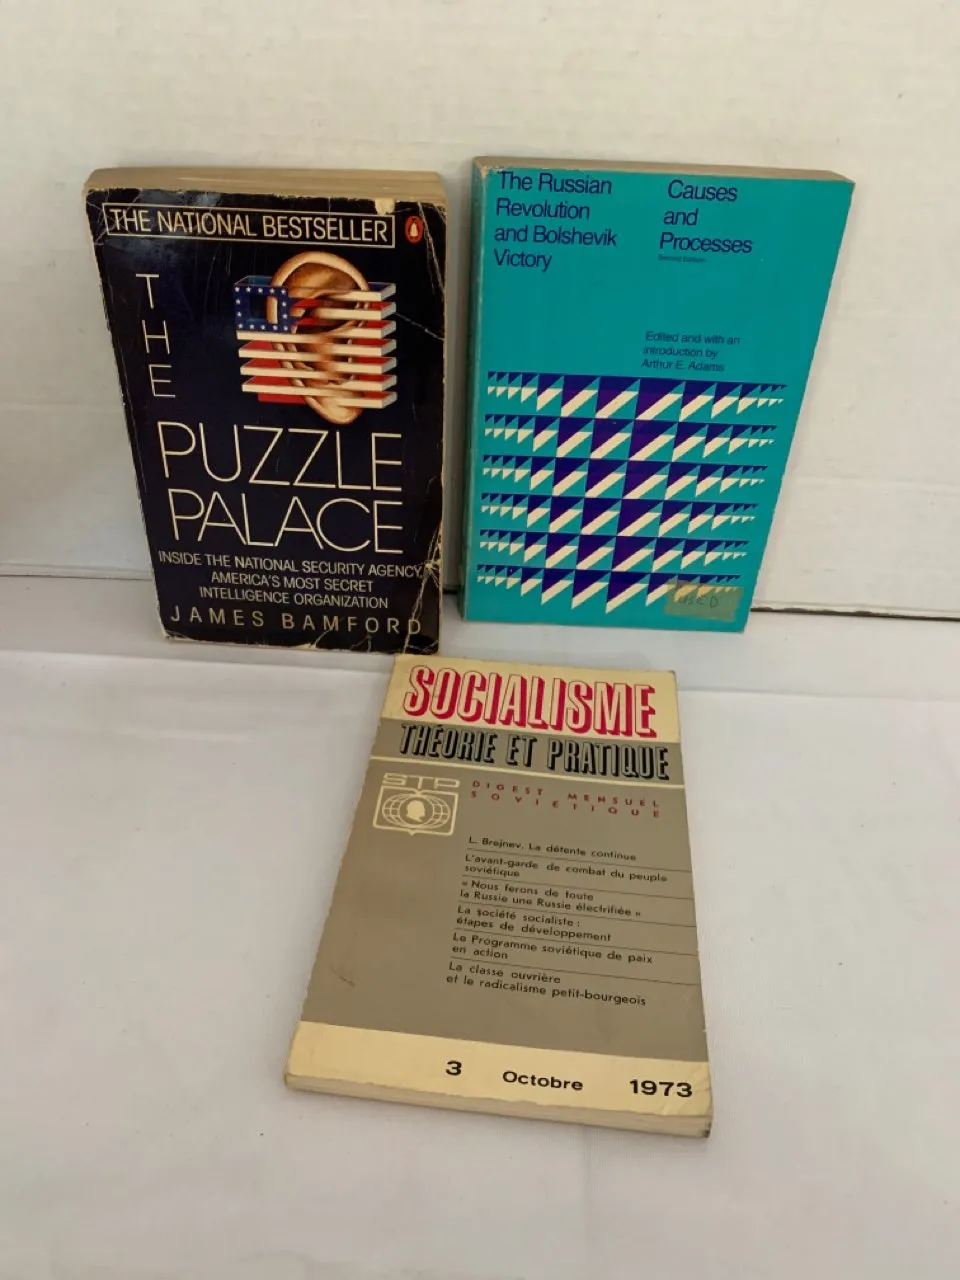 THE NATIONAL BESTSELLER
THE
PUZZLE
PALACE
INSIDE THE NATIONAL SECURITY AGENCY,
AMERICA'S MOST SECRET
INTELLIGENCE ORGANIZATION
JAMES BAMFORD
The Russian
Revolution
and Bolshevik
Victory
Causes
and
Processes
Second Edition
Edited and with an
introduction by
Arthur E. Adams
USED
SOCIALISME
THÉORIE ET PRATIQUE
STP
DIGEST MENSUEL
SOVIÉTIQUE
L. Brejnev. La détente continue
L'avant-garde de combat du peuple
soviétique
« Nous ferons de toute
la Russie une Russie électrifiée »
La société socialiste :
étapes de développement
Le Programme soviétique de paix
en action
La classe ouvrière
et le radicalisme petit-bourgeois
3 Octobre 1973